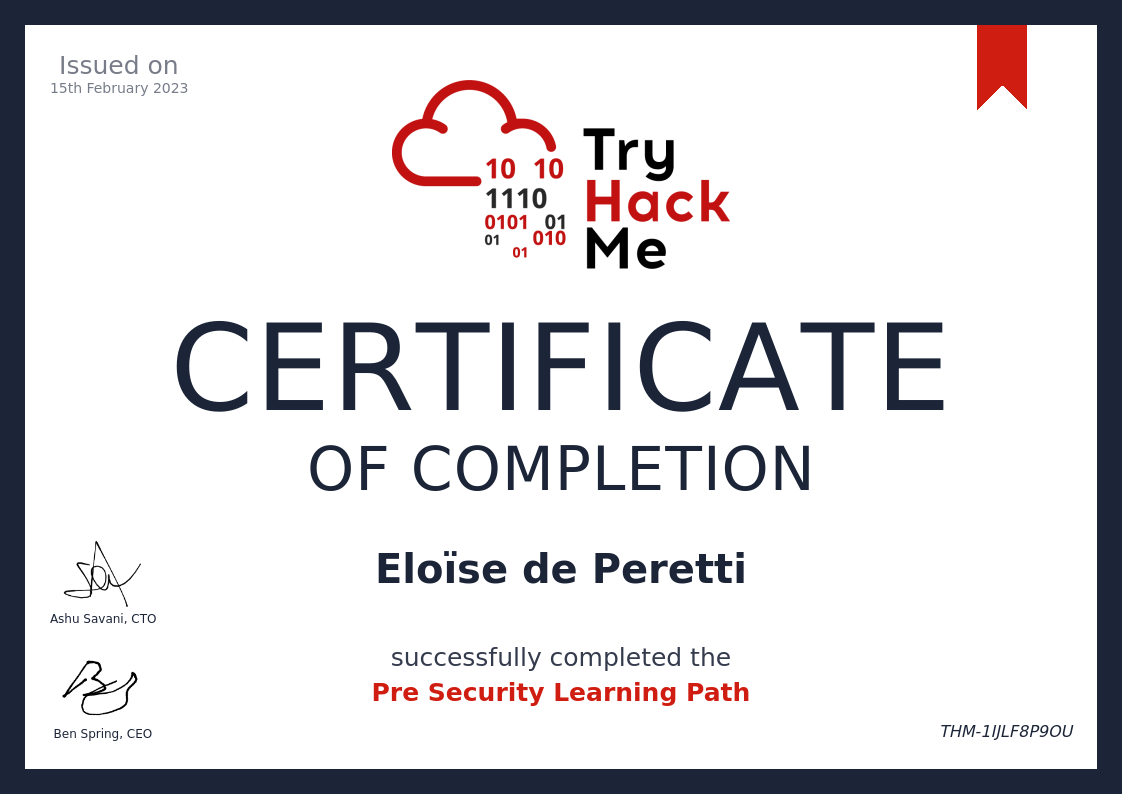 Issued on
15th February 2023
10 10
1110
0101 01
01 010
01
Try
Hack
Me
CERTIFICATE
OF COMPLETION
Eloïse de Peretti
Ashu Savani, CTO
successfully completed the
Pre Security Learning Path
Ben Spring, CEO
THM-1IJLF8P9OU